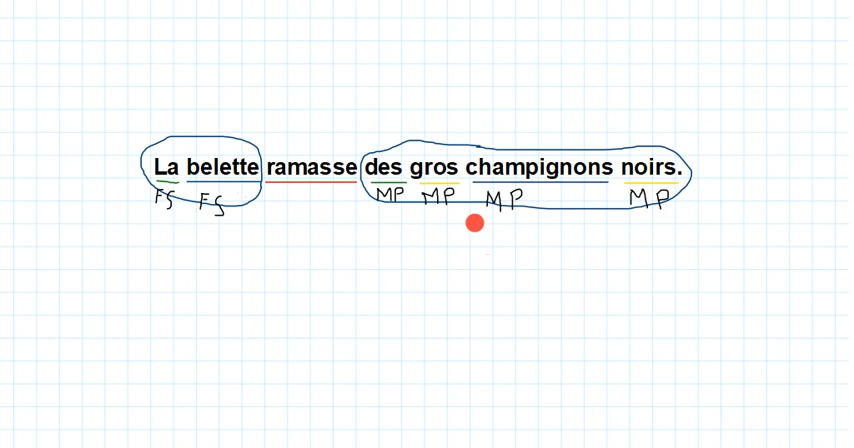 La belette ramasse des gros champignons noirs.
FS FS MP MP MP MP